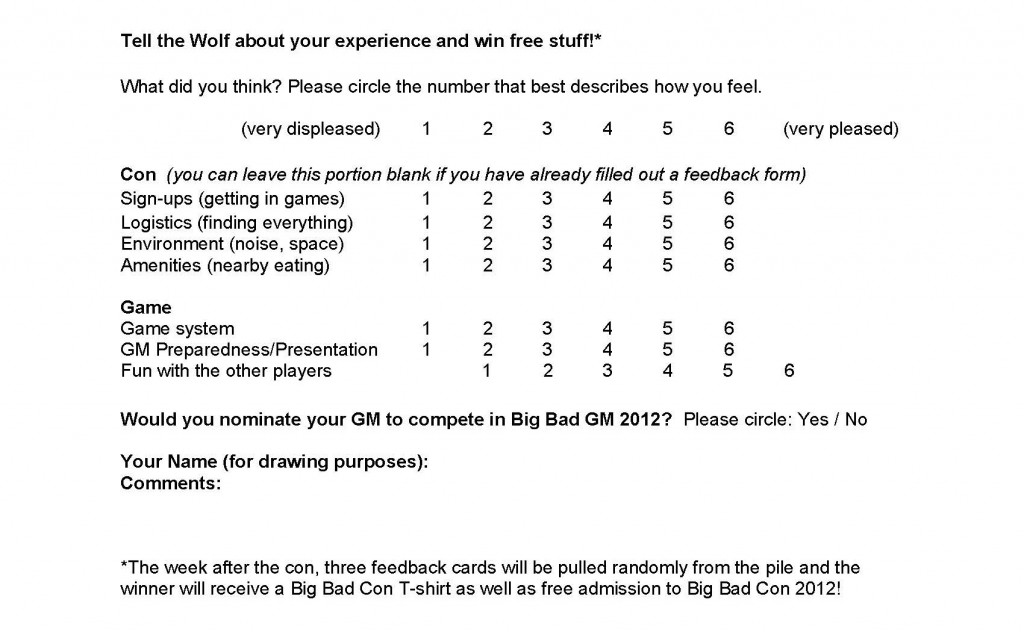 Tell the Wolf about your experience and win free stuff!*
What did you think? Please circle the number that best describes how you feel.
(very displeased) 1 2 3 4 5 6 (very pleased)
Con (you can leave this portion blank if you have already filled out a feedback form)
Sign-ups (getting in games) 1 2 3 4 5 6
Logistics (finding everything) 1 2 3 4 5 6
Environment (noise, space) 1 2 3 4 5 6
Amenities (nearby eating) 1 2 3 4 5 6
Game
Game system 1 2 3 4 5 6
GM Preparedness/Presentation 1 2 3 4 5 6
Fun with the other players 1 2 3 4 5 6
Would you nominate your GM to compete in Big Bad GM 2012? Please circle: Yes / No
Your Name (for drawing purposes):
Comments:
*The week after the con, three feedback cards will be pulled randomly from the pile and the
winner will receive a Big Bad Con T-shirt as well as free admission to Big Bad Con 2012!